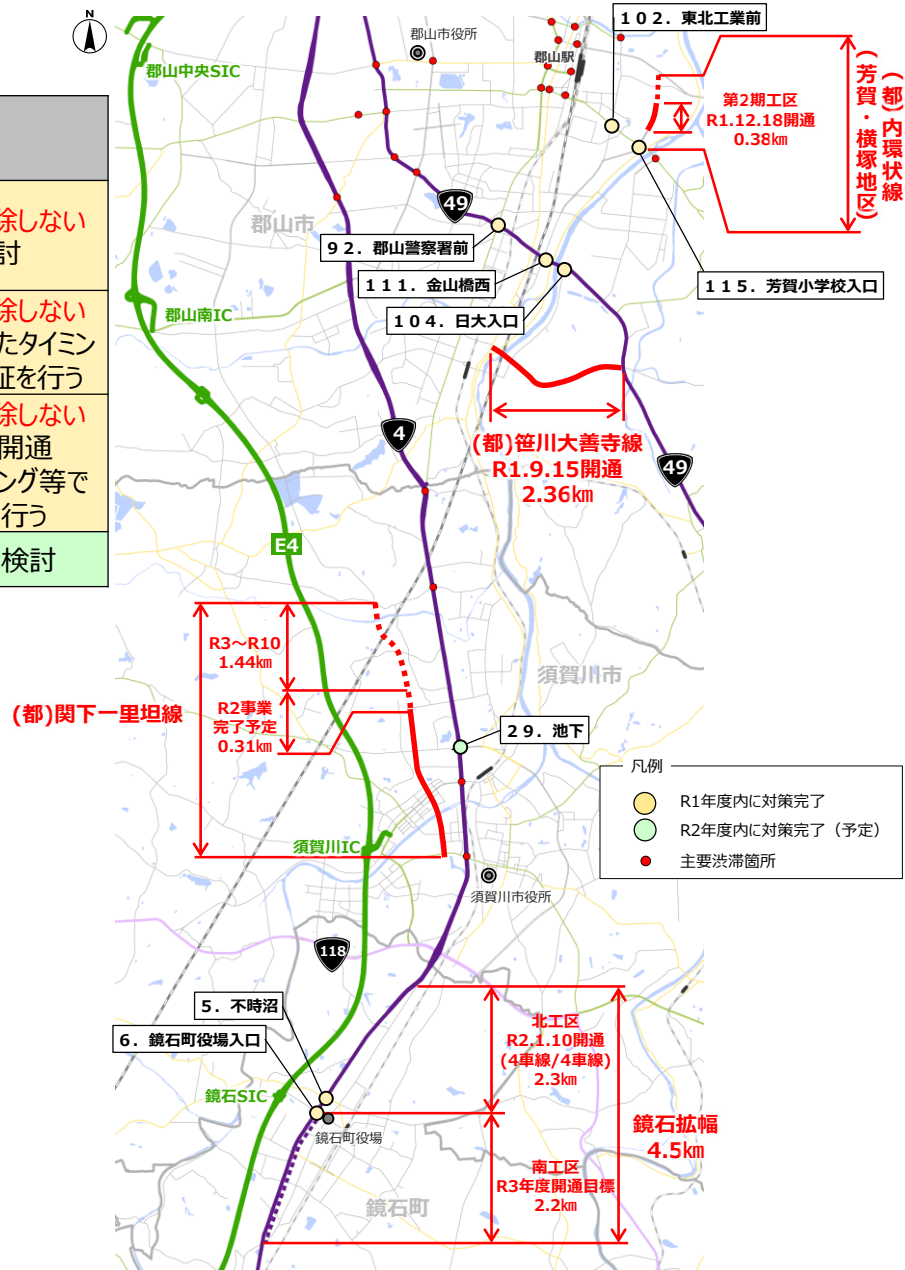 N
郡山市役所
郡山駅
102．東北工業前
郡山中央SIC
第2期工区
R1.12.18開通
0.38㎞
(都)内環状線
(芳賀・横塚地区)
除しない
討
49
郡山市
92．郡山警察署前
111．金山橋西
104．日大入口
115．芳賀小学校入口
除しない
たタイミン
証を行う
郡山南IC
除しない
開通
ング等で
行う
検討
4
(都)笹川大善寺線
R1.9.15開通
2.36㎞
49
E4
R3～R10
1.44㎞
須賀川市
(都)関下一里坦線
R2事業
完了予定
0.31㎞
29．池下
凡例
R1年度内に対策完了
R2年度内に対策完了（予定）
主要渋滞箇所
須賀川IC
須賀川市役所
118
5．不時沼
6．鏡石町役場入口
北工区
R2.1.10開通
(4車線/4車線)
2.3㎞
鏡石SIC
鏡石町役場
鏡石拡幅
4.5㎞
南工区
R3年度開通目標
2.2㎞
鏡石町